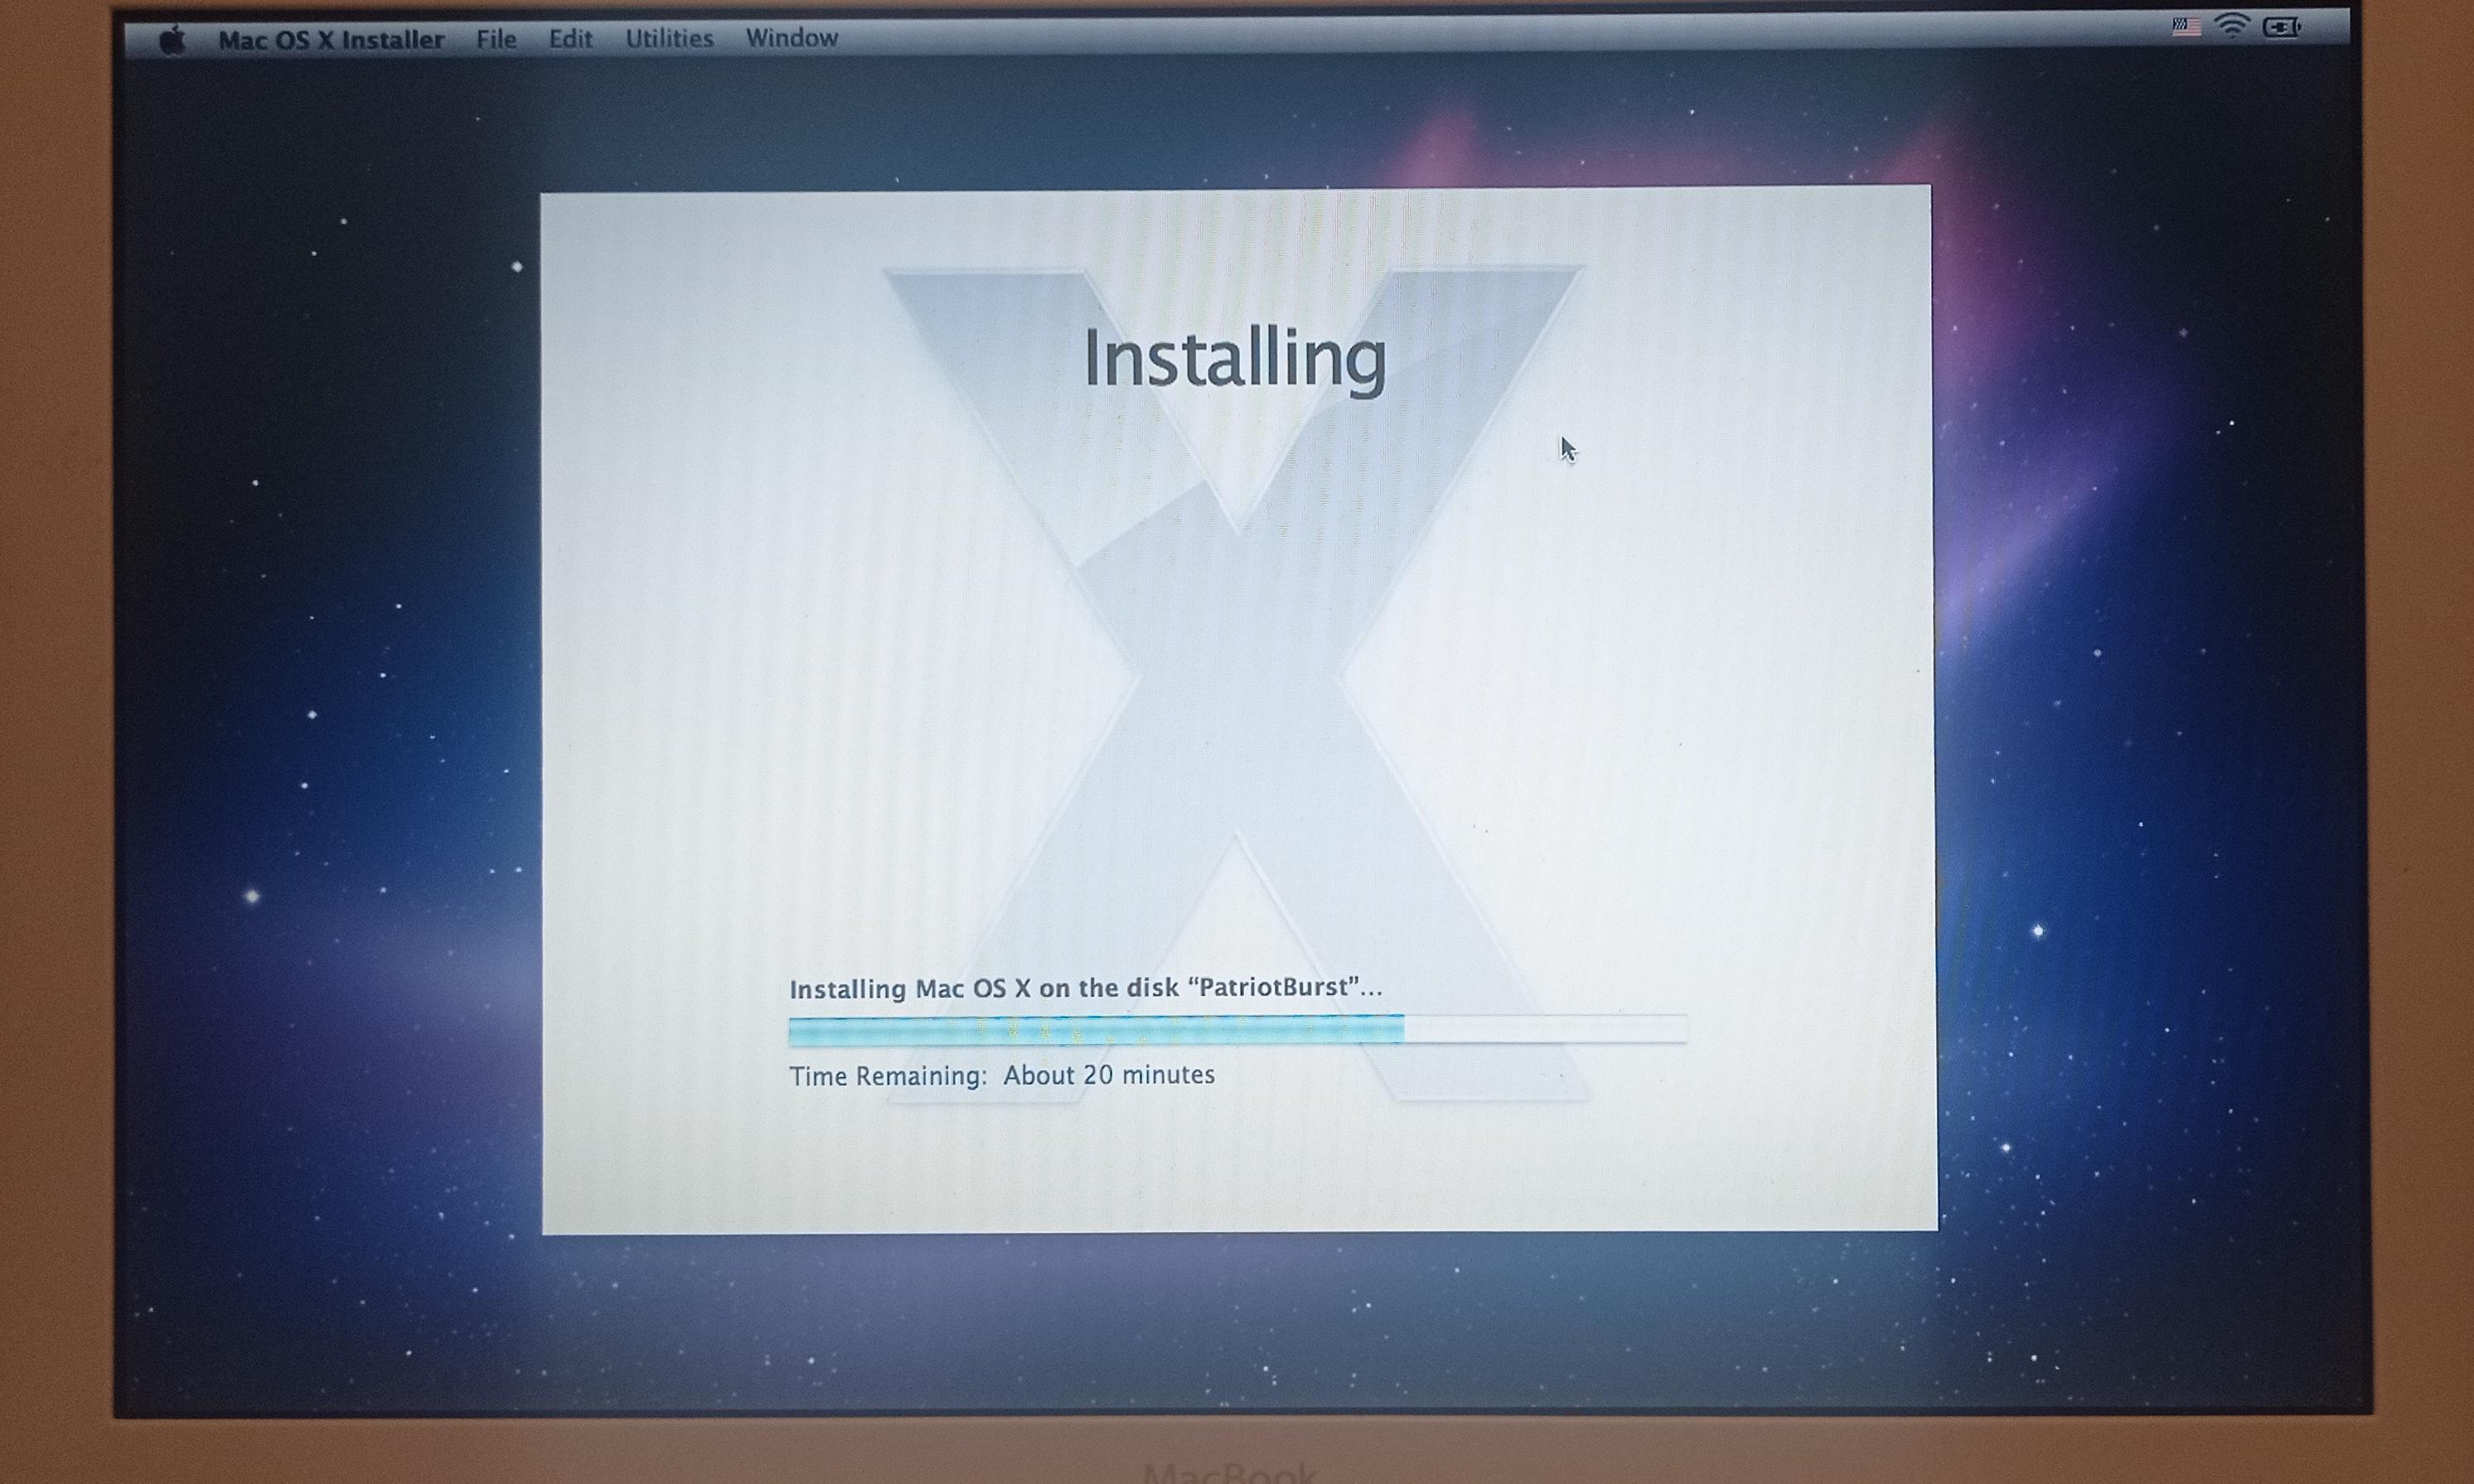 Mac OS X Installer File Edit Utilities Window
Installing
Installing Mac OS X on the disk “PatriotBurst”...
Time Remaining: About 20 minutes
MacBook